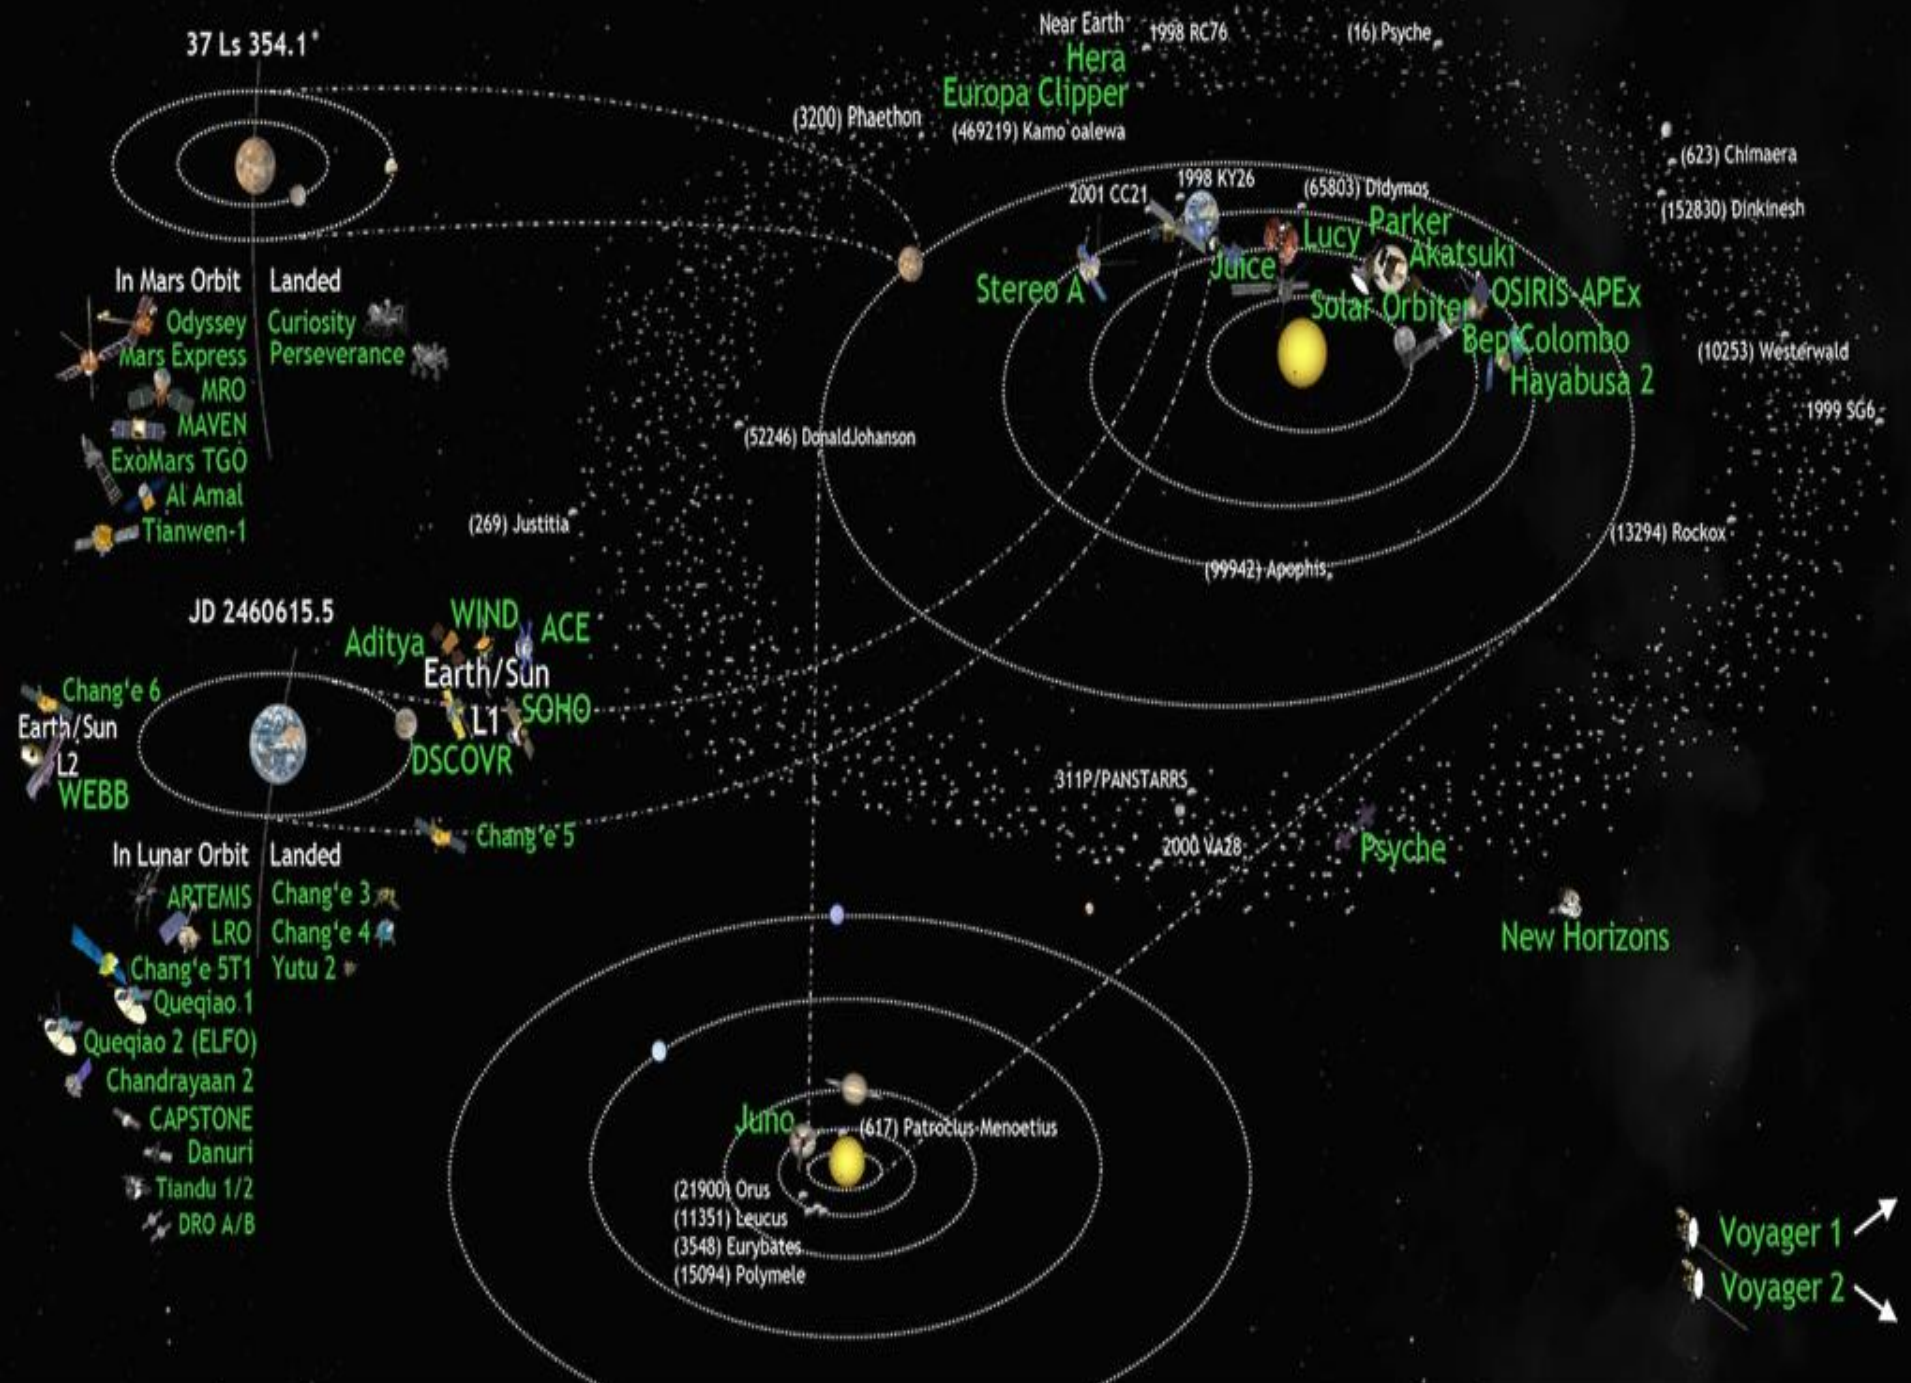 37 Ls 354.1°
In Mars Orbit
Landed
Odyssey
Curiosity
Mars Express
Perseverance
MRO
MAVEN
ExoMars TGO
Al Amal
Tianwen-1
Near Earth
Hera
Europa Clipper
(469219) Kamo`oalewa
1998 RC76
(16) Psyche
(3200) Phaethon
(623) Chimaera
(152830) Dinkinesh
2001 CC21
1998 KY26
(65803) Didymos
Parker
Lucy
Akatsuki
Juice
Stereo A
Solar Orbiter
OSIRIS-APEx
BepiColombo
Hayabusa 2
(10253) Westerwald
1999 SG6
(52246) DonaldJohanson
(269) Justitia
(13294) Rockox
(99942) Apophis
JD 2460615.5
WIND
ACE
Aditya
Earth/Sun
L1
SOHO
DSCOVR
Chang'e 6
Earth/Sun
L2
WEBB
Chang'e 5
In Lunar Orbit
Landed
ARTEMIS
Chang'e 3
LRO
Chang'e 4
Chang'e 5T1
Yutu 2
Queqiao 1
Queqiao 2 (ELFO)
Chandrayaan 2
CAPSTONE
Danuri
Tiandu 1/2
DRO A/B
311P/PANSTARRS
2000 VA28
Psyche
New Horizons
Juno
(617) Patroclus-Menoetius
(21900) Orus
(11351) Leucus
(3548) Eurybates
(15094) Polymele
Voyager 1
Voyager 2